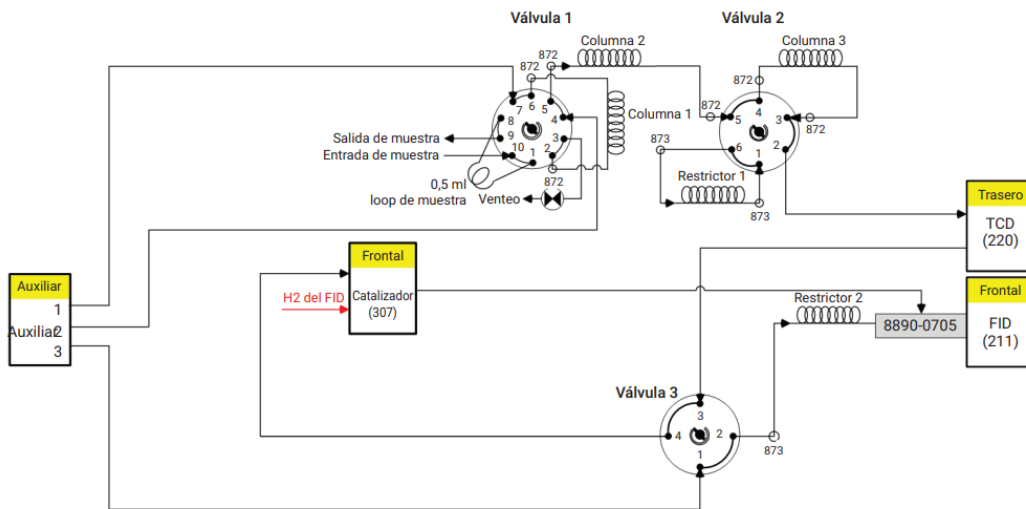 Válvula 1
Válvula 2
872
Columna 2
Columna 3
872
872
872
872
872
7
6
5
8
4
9
3
10
2
1
Columna 1
Salida de muestra
Entrada de muestra
0,5 ml
loop de muestra
872
Venteo
5
4
3
6
1
2
873
Restrictor 1
873
Trasero
TCD
(220)
Frontal
Catalizador
(307)
H2 del FID
Auxiliar
1
Auxiliar
2
3
Restrictor 2
8890-0705
Frontal
FID
(211)
Válvula 3
3
4
2
1
873